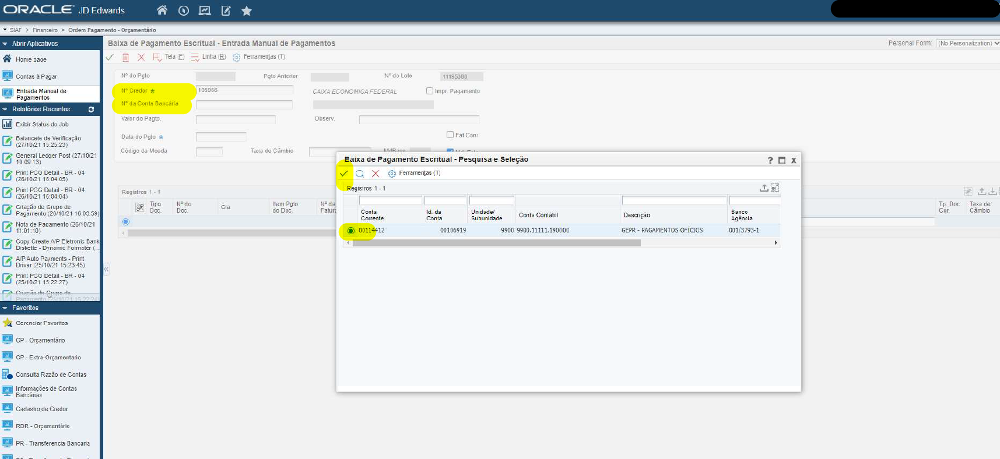 ORACLE® JD Edwards
SIAF > Financeiro > Ordem Pagamento - Orçamentário
Abrir Aplicativos
Home page
Contas à Pagar
Entrada Manual de
Pagamentos
Relatórios Recentes
Exibir Status do Job
Balancete de Verificação
(27/10/21 15:25:23)
General Ledger Post (27/10/21
10:09:13)
Print PCG Detail - BR - 04
(26/10/21 16:04:05)
Print PCG Detail - BR - 04
(26/10/21 16:04:04)
Criação de Grupo de
Pagamento (26/10/21 16:03:59)
Nota de Pagamento (26/10/21
11:01:10)
Copy Create A/P Eletronic Bank
Diskette - Dynamic Formater (...
A/P Auto Payments - Print
Driver (25/10/21 15:23:45)
Print PCG Detail - BR - 04
(25/10/21 15:22:27)
Criação de Grupo de
Pagamento (25/10/21 15:22:24)
Favoritos
Gerenciar Favoritos
CP - Orçamentário
CP - Extra-Orçamentario
Consulta Razão de Contas
Informações de Contas
Bancárias
Cadastro de Credor
RDR - Orçamentário
PR - Transferencia Bancaria
Baixa de Pagamento Escritual - Entrada Manual de Pagamentos
Personal Form: (No Personalization)
Tela (F) Linha (R) Ferramentas (T)
Nº do Pgto Pgto Anterior Nº do Lote 11195388
Nº Credor * 105966 CAIXA ECONOMICA FEDERAL Impr. Pagamento
Nº da Conta Bancária
Valor do Pagto. Observ.
Data do Pgto * Fat Cons
Código da Moeda Taxa de Câmbio MdBase
Registros 1 - 1
Tipo
Doc.
Nº do
Doc.
Cia
Item Pgto
do Doc.
Nº da
Fatura
Tp. Doc
Cor.
Taxa de
Câmbio
Baixa de Pagamento Escritual - Pesquisa e Seleção
? X
Ferramentas (T)
Registros 1 - 1
Conta
Corrente
Id. da
Conta
Unidade/
Subunidade
Conta Contábil
Descrição
Banco
Agência
00114412 00106919 9900 9900.11111.190000 GEPR - PAGAMENTOS OFÍCIOS 001/3793-1